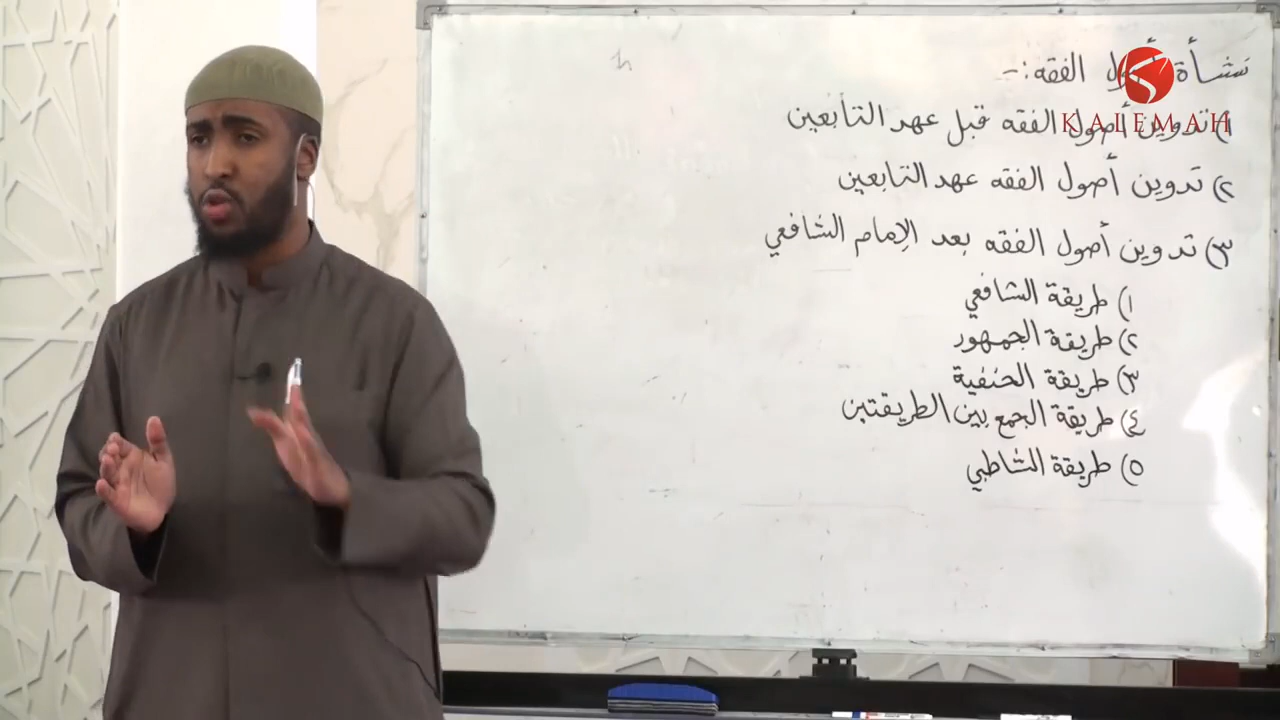 نشأة أصول الفقه :-
١) تدوين أصول الفقه قبل عهد التابعين
٢) تدوين أصول الفقه عهد التابعين
٣) تدوين أصول الفقه بعد الإمام الشافعي
١) طريقة الشافعي
٢) طريقة الجمهور
٣) طريقة الحنفية
٤) طريقة الجمع بين الطريقتين
٥) طريقة الشاطبي
KALEMAH